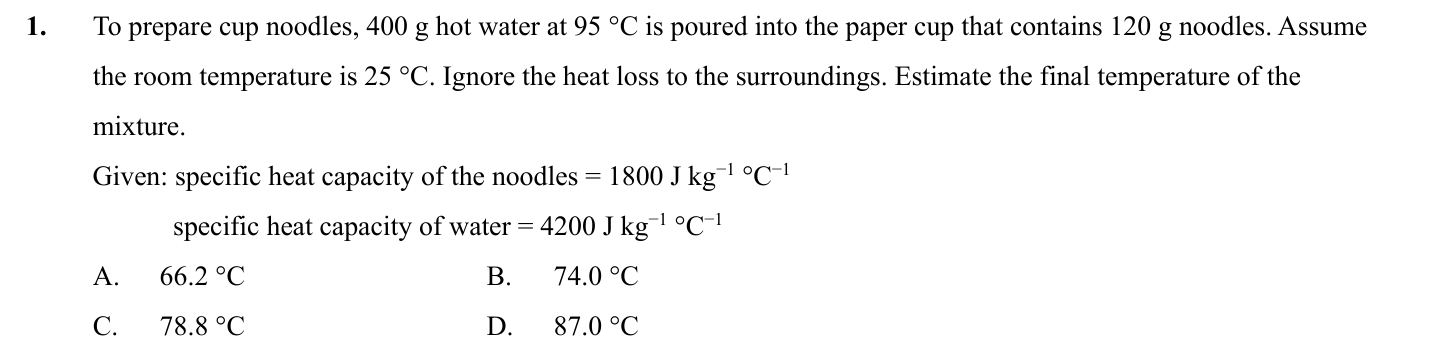 1. To prepare cup noodles, 400 g hot water at 95 °C is poured into the paper cup that contains 120 g noodles. Assume
the room temperature is 25 °C. Ignore the heat loss to the surroundings. Estimate the final temperature of the
mixture.
Given: specific heat capacity of the noodles = 1800 J kg⁻¹ °C⁻¹
specific heat capacity of water = 4200 J kg⁻¹ °C⁻¹
A. 66.2 °C B. 74.0 °C
C. 78.8 °C D. 87.0 °C